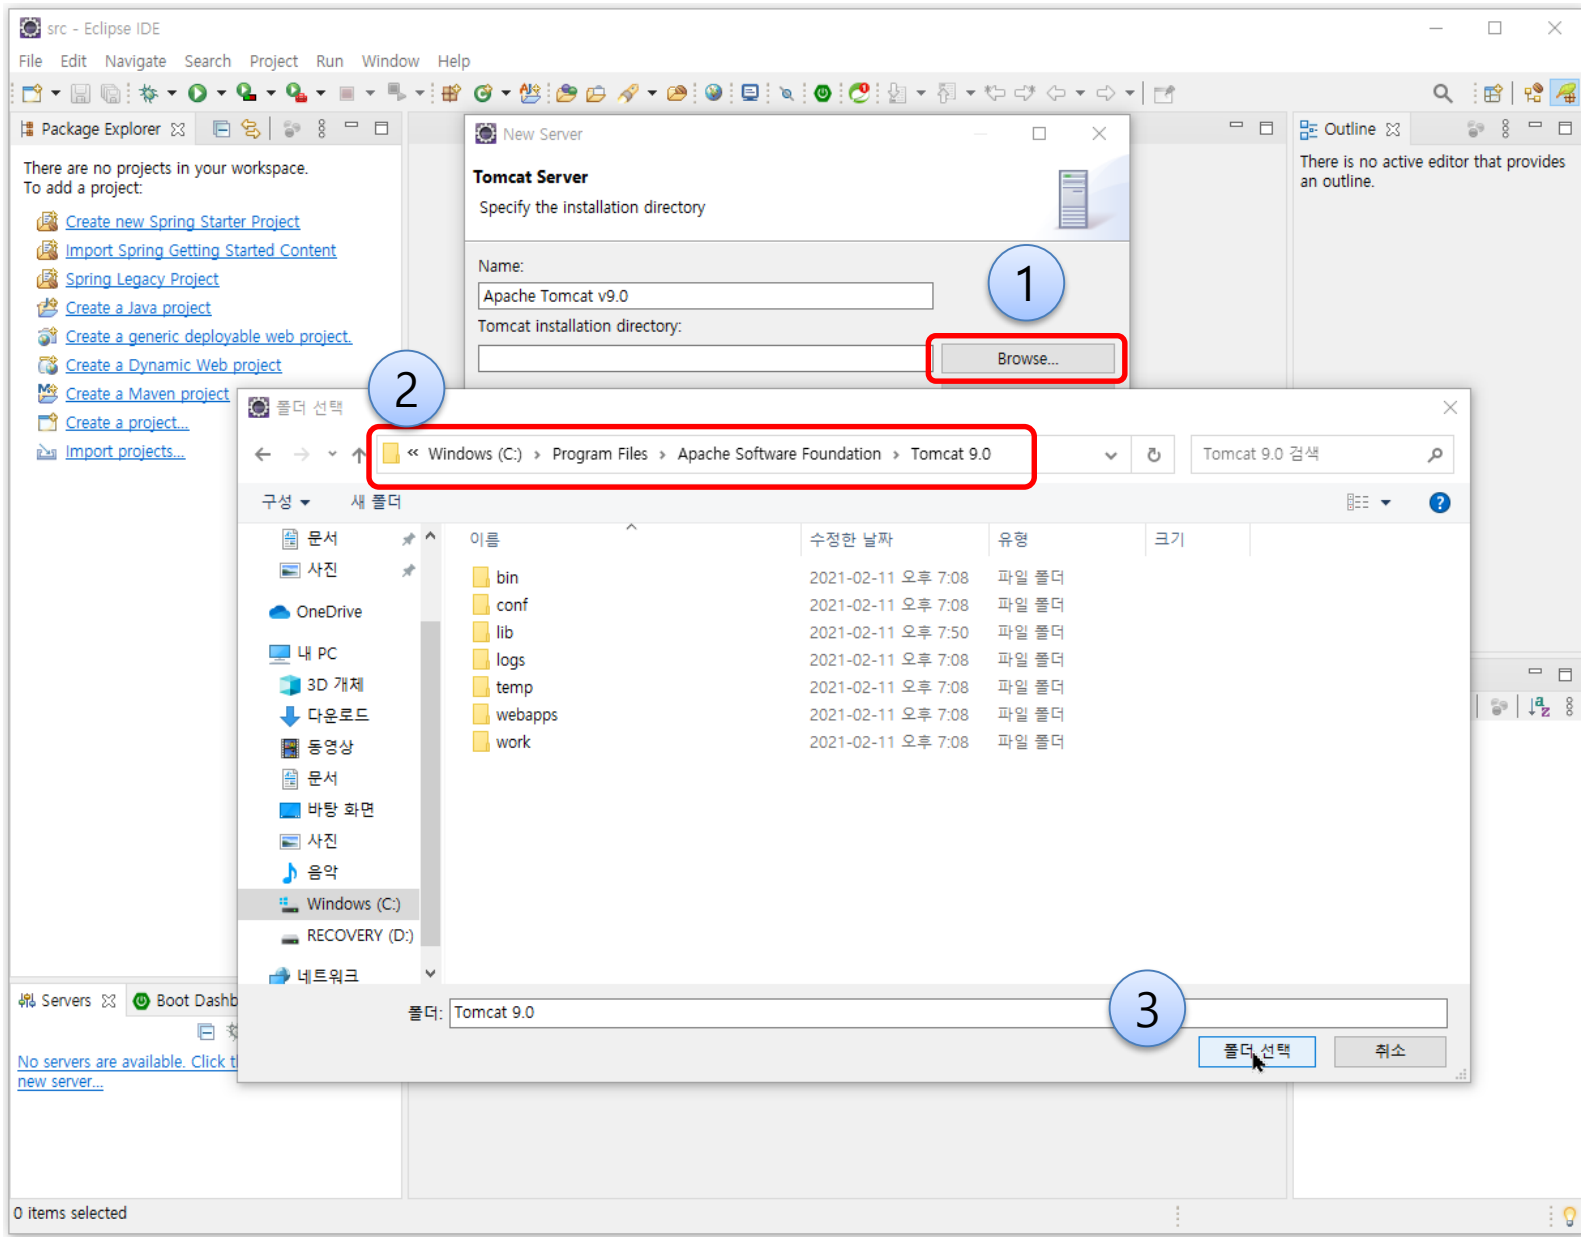 src - Eclipse IDE
File Edit Navigate Search Project Run Window Help
Package Explorer
There are no projects in your workspace.
To add a project:
Create new Spring Starter Project
Import Spring Getting Started Content
Spring Legacy Project
Create a Java project
Create a generic deployable web project.
Create a Dynamic Web project
Create a Maven project
Create a project...
Import projects...
New Server
Tomcat Server
Specify the installation directory
Name:
Apache Tomcat v9.0
Tomcat installation directory:
Browse...
1
Outline
There is no active editor that provides
an outline.
2
폴더 선택
« Windows (C:) › Program Files › Apache Software Foundation › Tomcat 9.0
Tomcat 9.0 검색
구성 새 폴더
문서
사진
OneDrive
내 PC
3D 개체
다운로드
동영상
문서
바탕 화면
사진
음악
Windows (C:)
RECOVERY (D:)
네트워크
이름 수정한 날짜 유형 크기
bin 2021-02-11 오후 7:08 파일 폴더
conf 2021-02-11 오후 7:08 파일 폴더
lib 2021-02-11 오후 7:50 파일 폴더
logs 2021-02-11 오후 7:08 파일 폴더
temp 2021-02-11 오후 7:08 파일 폴더
webapps 2021-02-11 오후 7:08 파일 폴더
work 2021-02-11 오후 7:08 파일 폴더
폴더: Tomcat 9.0
3
폴더 선택 취소
Servers Boot Dashb
No servers are available. Click t
new server...
0 items selected